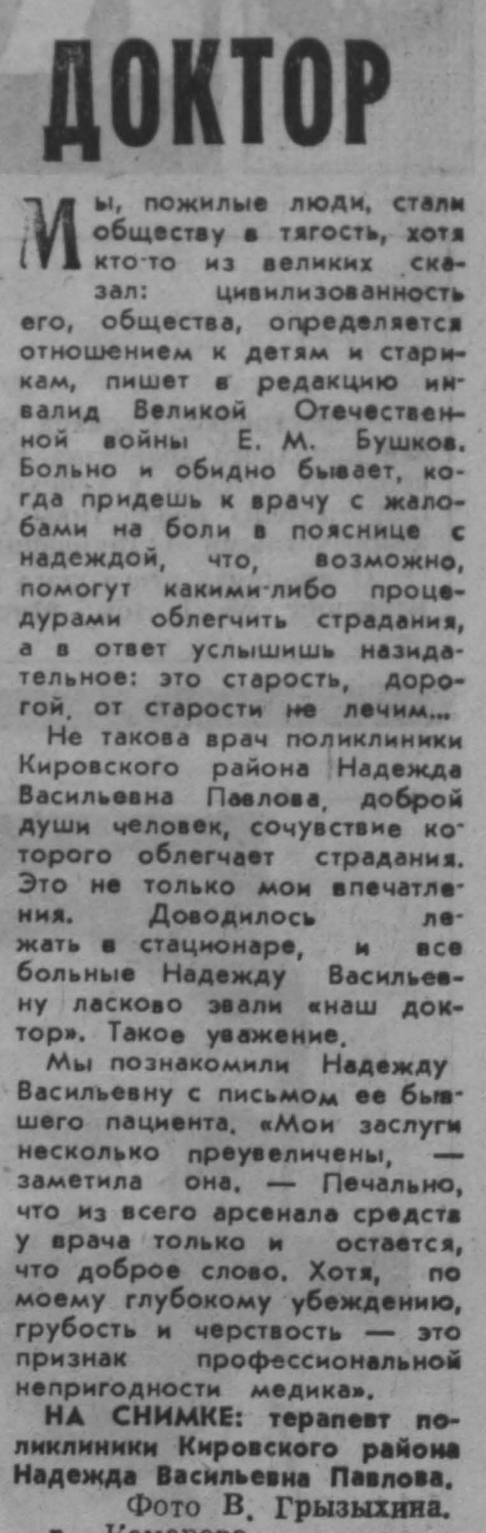 ДОКТОР
Мы, пожилые люди, стали
обществу в тягость, хотя
кто-то из великих ска-
зал: цивилизованность
его, общества, определяется
отношением к детям и стари-
кам, пишет в редакцию ин-
валид Великой Отечествен-
ной войны Е. М. Бушков.
Больно и обидно бывает, ко-
гда придешь к врачу с жало-
бами на боли в пояснице с
надеждой, что, возможно,
помогут какими-либо проце-
дурами облегчить страдания,
а в ответ услышишь назида-
тельное: это старость, доро-
гой, от старости не лечим...
Не такова врач поликлиники
Кировского района Надежда
Васильевна Павлова, доброй
души человек, сочувствие ко-
торого облегчает страдания.
Это не только мои впечатле-
ния. Доводилось ле-
жать в стационаре, и все
больные Надежду Васильев-
ну ласково звали «наш док-
тор». Такое уважение.
Мы познакомили Надежду
Васильевну с письмом ее быв-
шего пациента. «Мои заслуги
несколько преувеличены, —
заметила она. — Печально,
что из всего арсенала средств
у врача только и остается,
что доброе слово. Хотя, по
моему глубокому убеждению,
грубость и черствость — это
признак профессиональной
непригодности медика».
НА СНИМКЕ: терапевт по-
ликлиники Кировского района
Надежда Васильевна Павлова.
Фото В. Грызыхина.
г. Кемерово